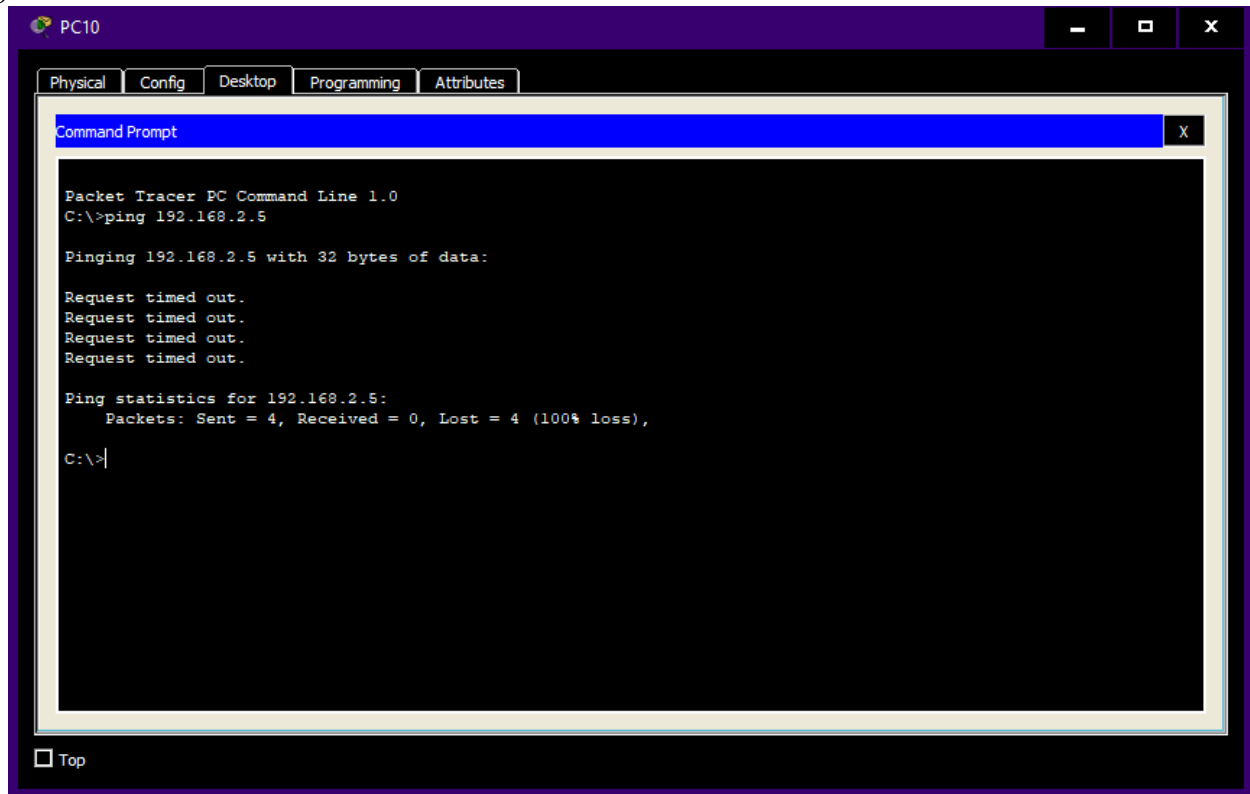 PC10
X
Physical Config Desktop Programming Attributes
Command Prompt
X
Packet Tracer PC Command Line 1.0
C:\>ping 192.168.2.5
Pinging 192.168.2.5 with 32 bytes of data:
Request timed out.
Request timed out.
Request timed out.
Request timed out.
Ping statistics for 192.168.2.5:
Packets: Sent = 4, Received = 0, Lost = 4 (100% loss),
C:\>
Top